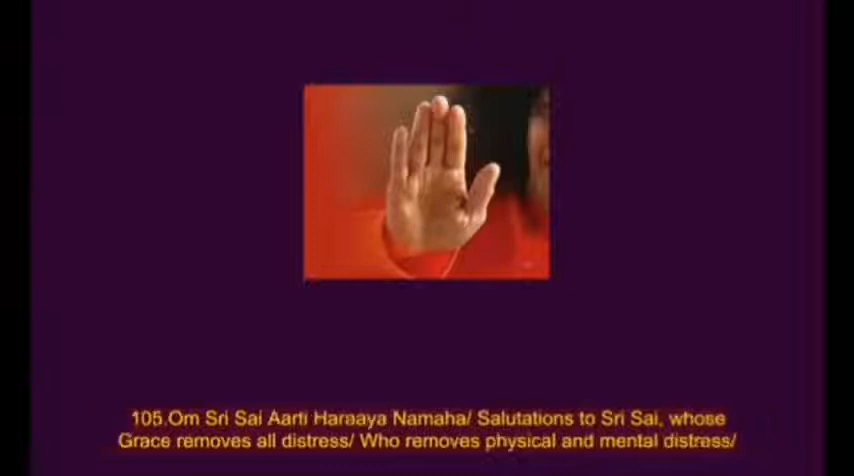 105.Om Sri Sai Aarti Haraaya Namaha/ Salutations to Sri Sai, whose
Grace removes all distress/ Who removes physical and mental distress/